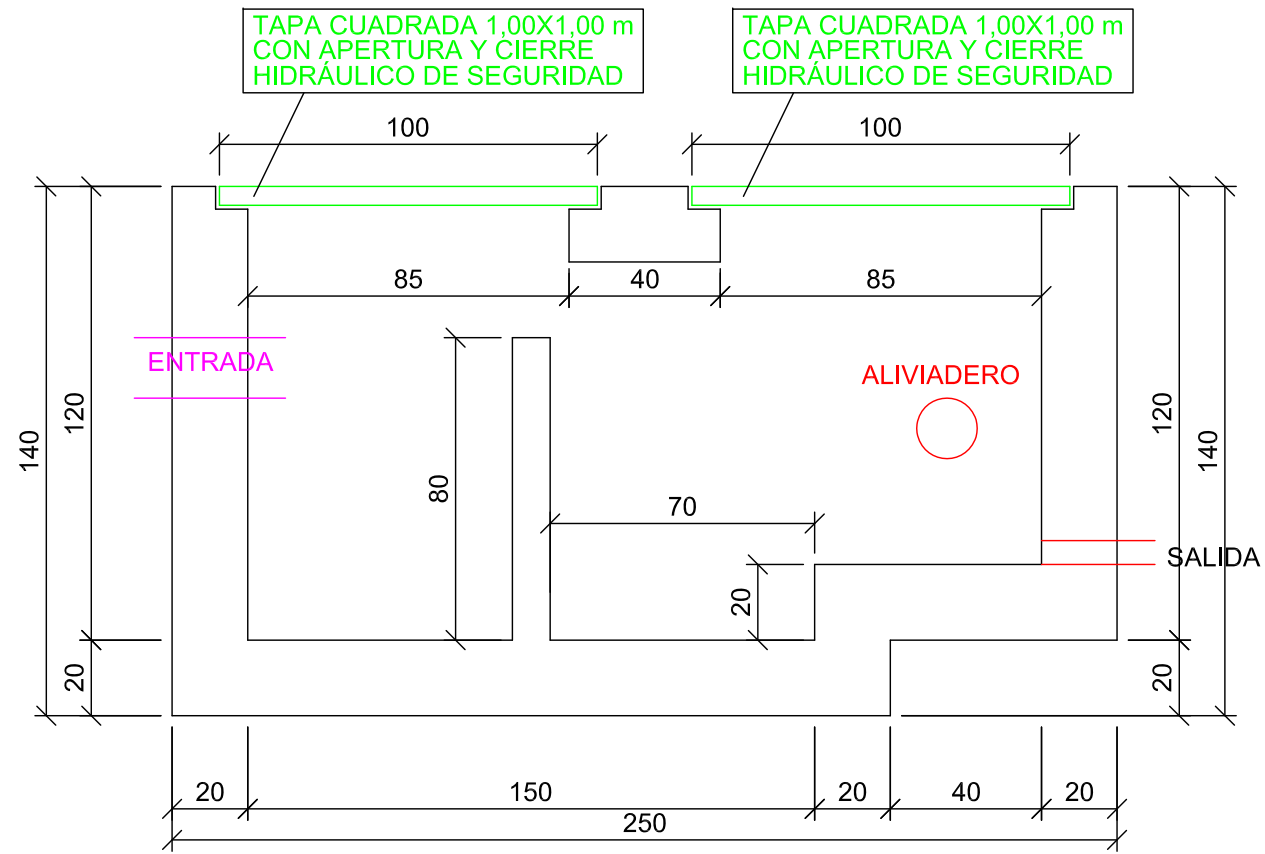 TAPA CUADRADA 1,00X1,00 m
CON APERTURA Y CIERRE
HIDRÁULICO DE SEGURIDAD
TAPA CUADRADA 1,00X1,00 m
CON APERTURA Y CIERRE
HIDRÁULICO DE SEGURIDAD
100
100
85
40
85
ENTRADA
ALIVIADERO
120
140
80
70
120
140
SALIDA
20
20
20
20
150
20
40
20
250